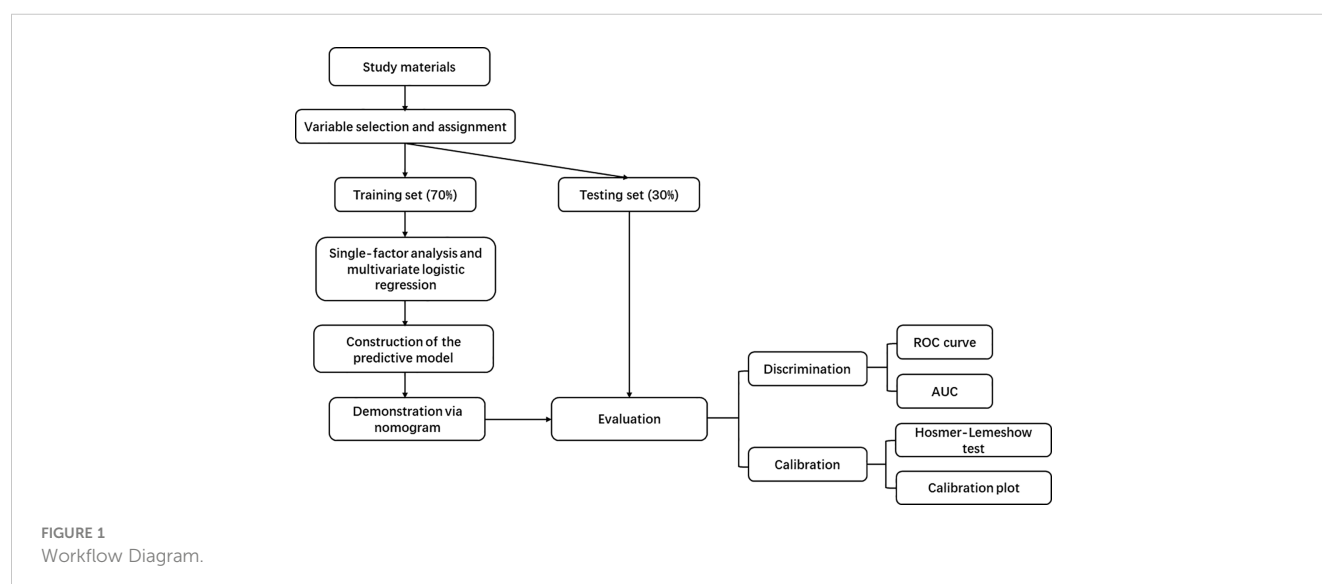 Study materials
Variable selection and assignment
Training set (70%)
Testing set (30%)
Single-factor analysis and
multivariate logistic
regression
Construction of the
predictive model
Demonstration via
nomogram
Evaluation
Discrimination
ROC curve
AUC
Calibration
Hosmer-Lemeshow
test
Calibration plot
FIGURE 1
Workflow Diagram.